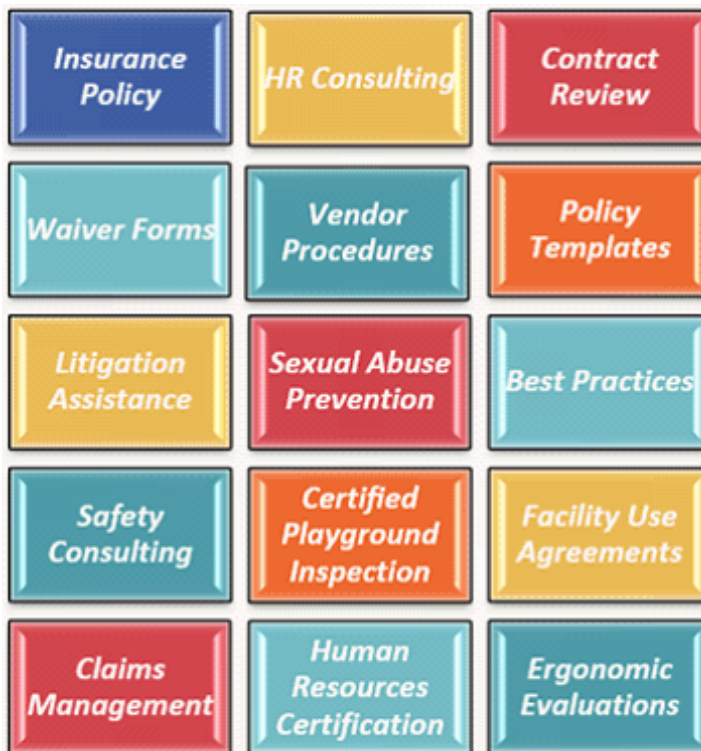 Insurance
Policy
HR Consulting
Contract
Review
Waiver Forms
Vendor
Procedures
Policy
Templates
Litigation
Assistance
Sexual Abuse
Prevention
Best Practices
Safety
Consulting
Certified
Playground
Inspection
Facility Use
Agreements
Claims
Management
Human
Resources
Certification
Ergonomic
Evaluations